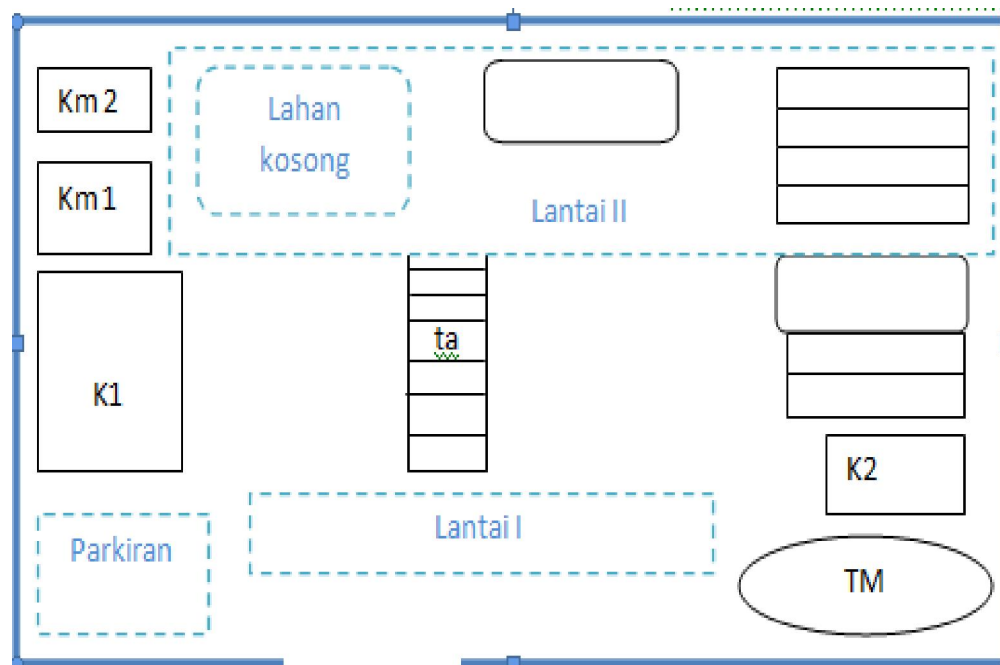 Km 2
Lahan
kosong
Km 1
Lantai II
ta
K1
K2
Lantai I
Parkiran
TM